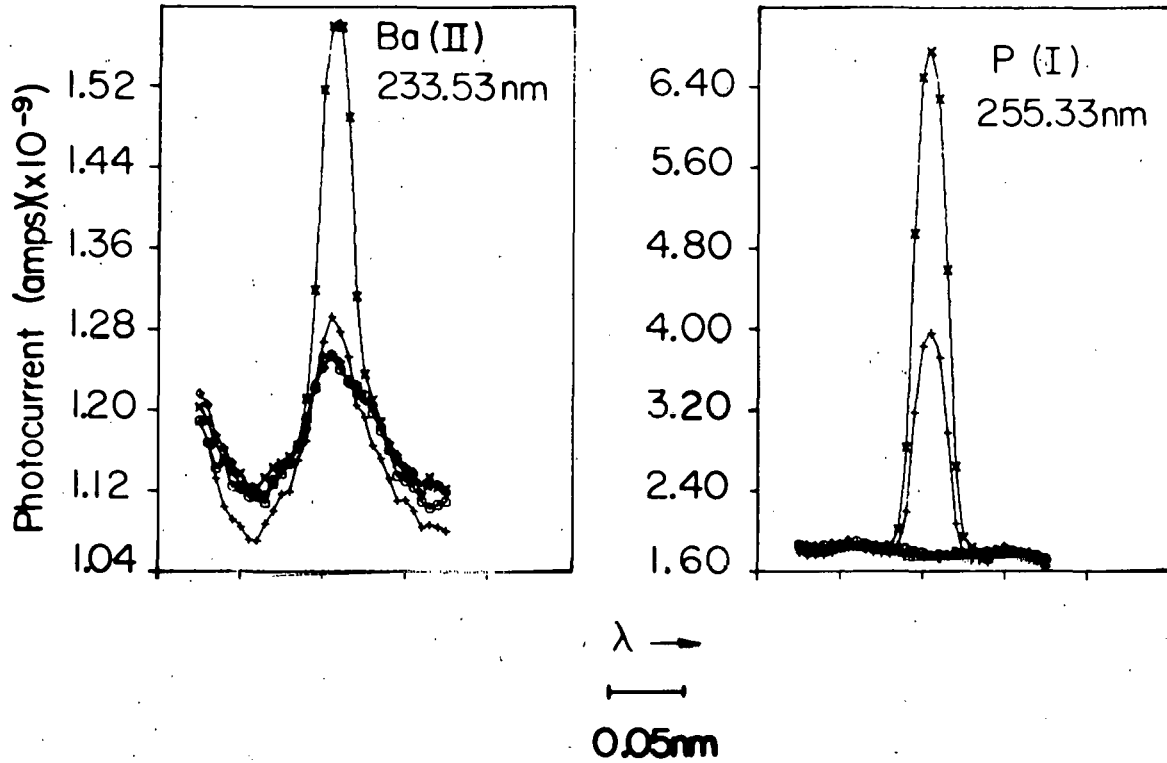 Photocurrent (amps)(x10⁻⁹)
1.52
1.44
1.36
1.28
1.20
1.12
1.04
Ba (II)
233.53nm
6.40
5.60
4.80
4.00
3.20
2.40
1.60
P (I)
255.33nm
λ →
0.05nm